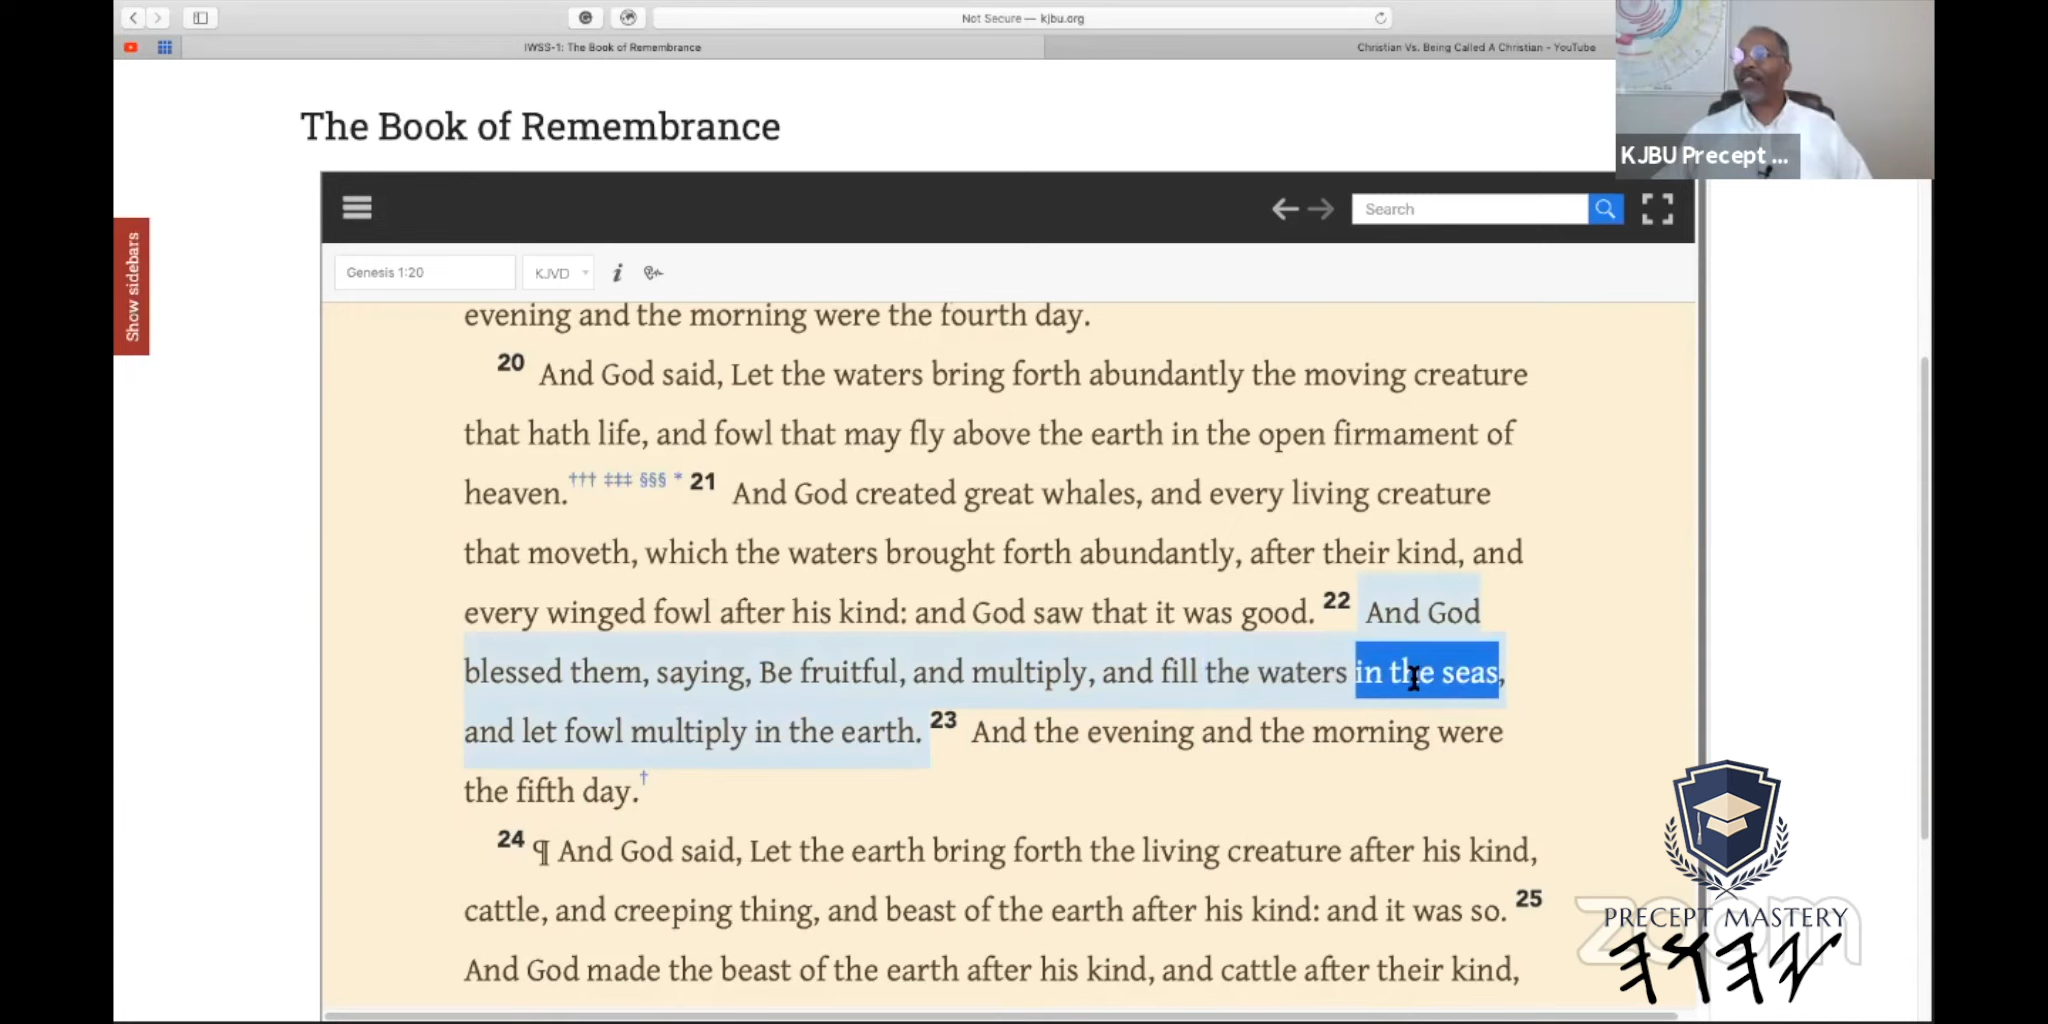 Not Secure — kjbu.org
IWSS-1: The Book of Remembrance
Christian Vs. Being Called A Christian - YouTube
The Book of Remembrance
KJBU Precept ...
Show sidebars
Search
Genesis 1:20
KJVD
i
evening and the morning were the fourth day.
20 And God said, Let the waters bring forth abundantly the moving creature
that hath life, and fowl that may fly above the earth in the open firmament of
heaven.††† ‡‡‡ §§§ * 21 And God created great whales, and every living creature
that moveth, which the waters brought forth abundantly, after their kind, and
every winged fowl after his kind: and God saw that it was good. 22 And God
blessed them, saying, Be fruitful, and multiply, and fill the waters in the seas,
and let fowl multiply in the earth. 23 And the evening and the morning were
the fifth day.†
24 ¶ And God said, Let the earth bring forth the living creature after his kind,
cattle, and creeping thing, and beast of the earth after his kind: and it was so. 25
And God made the beast of the earth after his kind, and cattle after their kind,
PRECEPT MASTERY
zoom